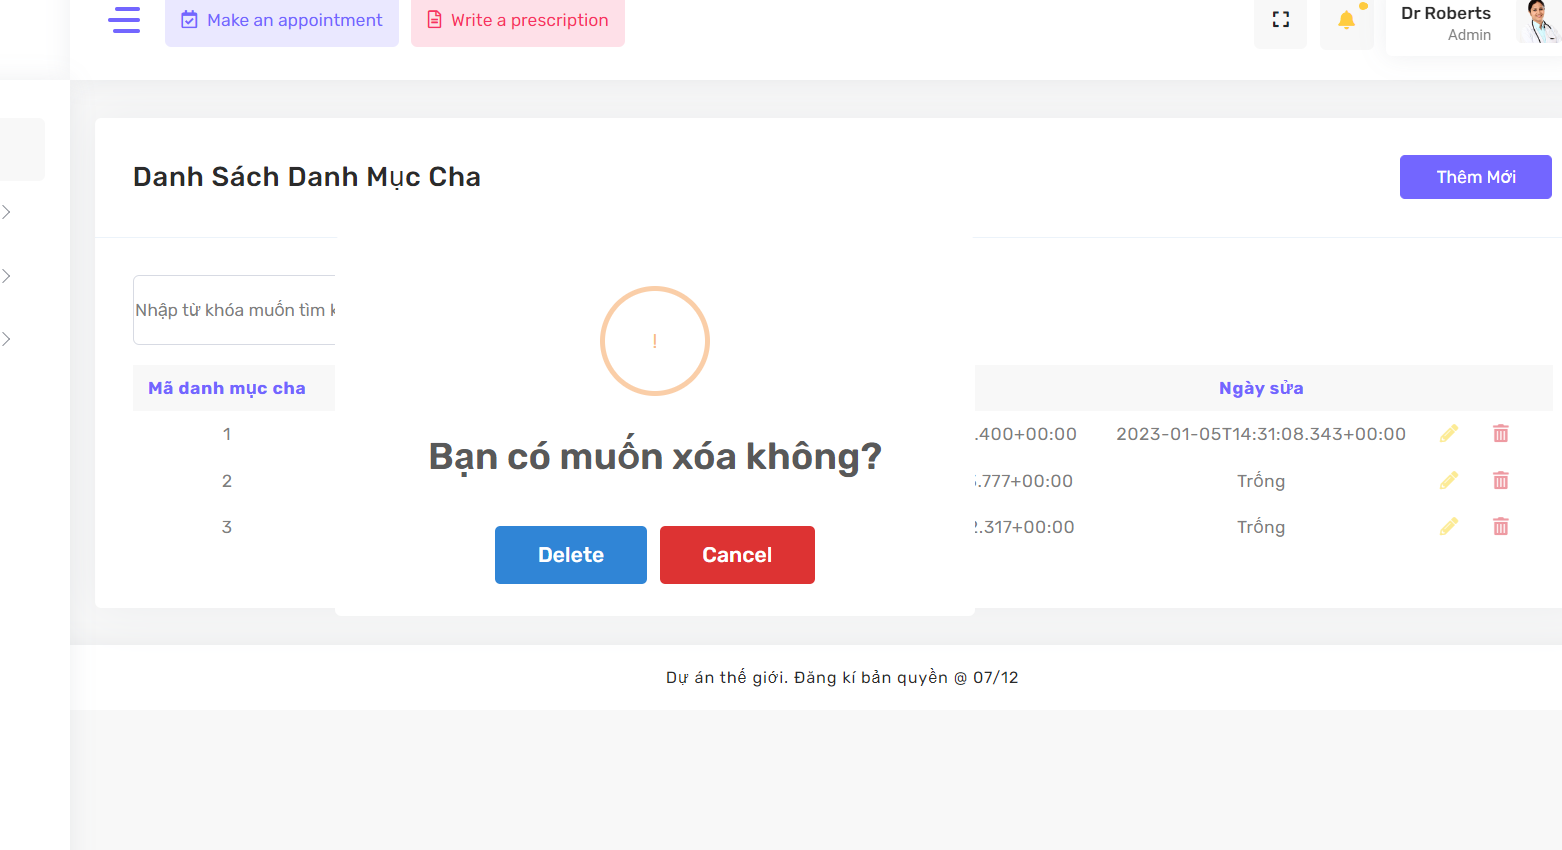 Make an appointment
Write a prescription
Dr Roberts
Admin
Danh Sách Danh Mục Cha
Thêm Mới
Nhập từ khóa muốn tìm
!
Bạn có muốn xóa không?
Delete
Cancel
Mã danh mục cha
Ngày sửa
1
.400+00:00
2023-01-05T14:31:08.343+00:00
2
.777+00:00
Trống
3
2.317+00:00
Trống
Dự án thế giới. Đăng kí bản quyền @ 07/12